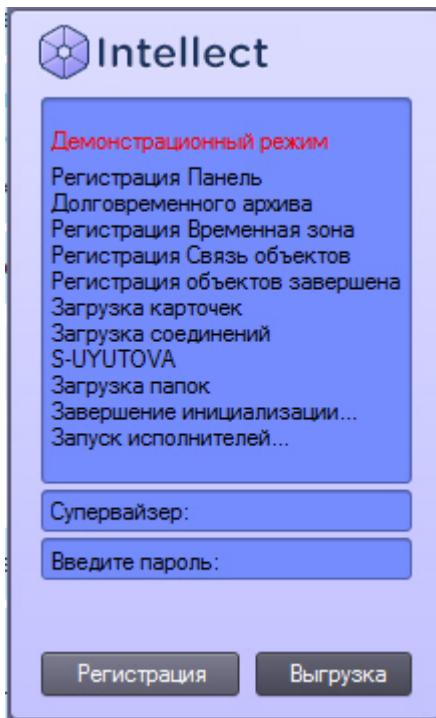 Intellect
Демонстрационный режим
Регистрация Панель
Долговременного архива
Регистрация Временная зона
Регистрация Связь объектов
Регистрация объектов завершена
Загрузка карточек
Загрузка соединений
S-UYUTOVA
Загрузка папок
Завершение инициализации...
Запуск исполнителей...
Супервайзер:
Введите пароль:
Регистрация Выгрузка